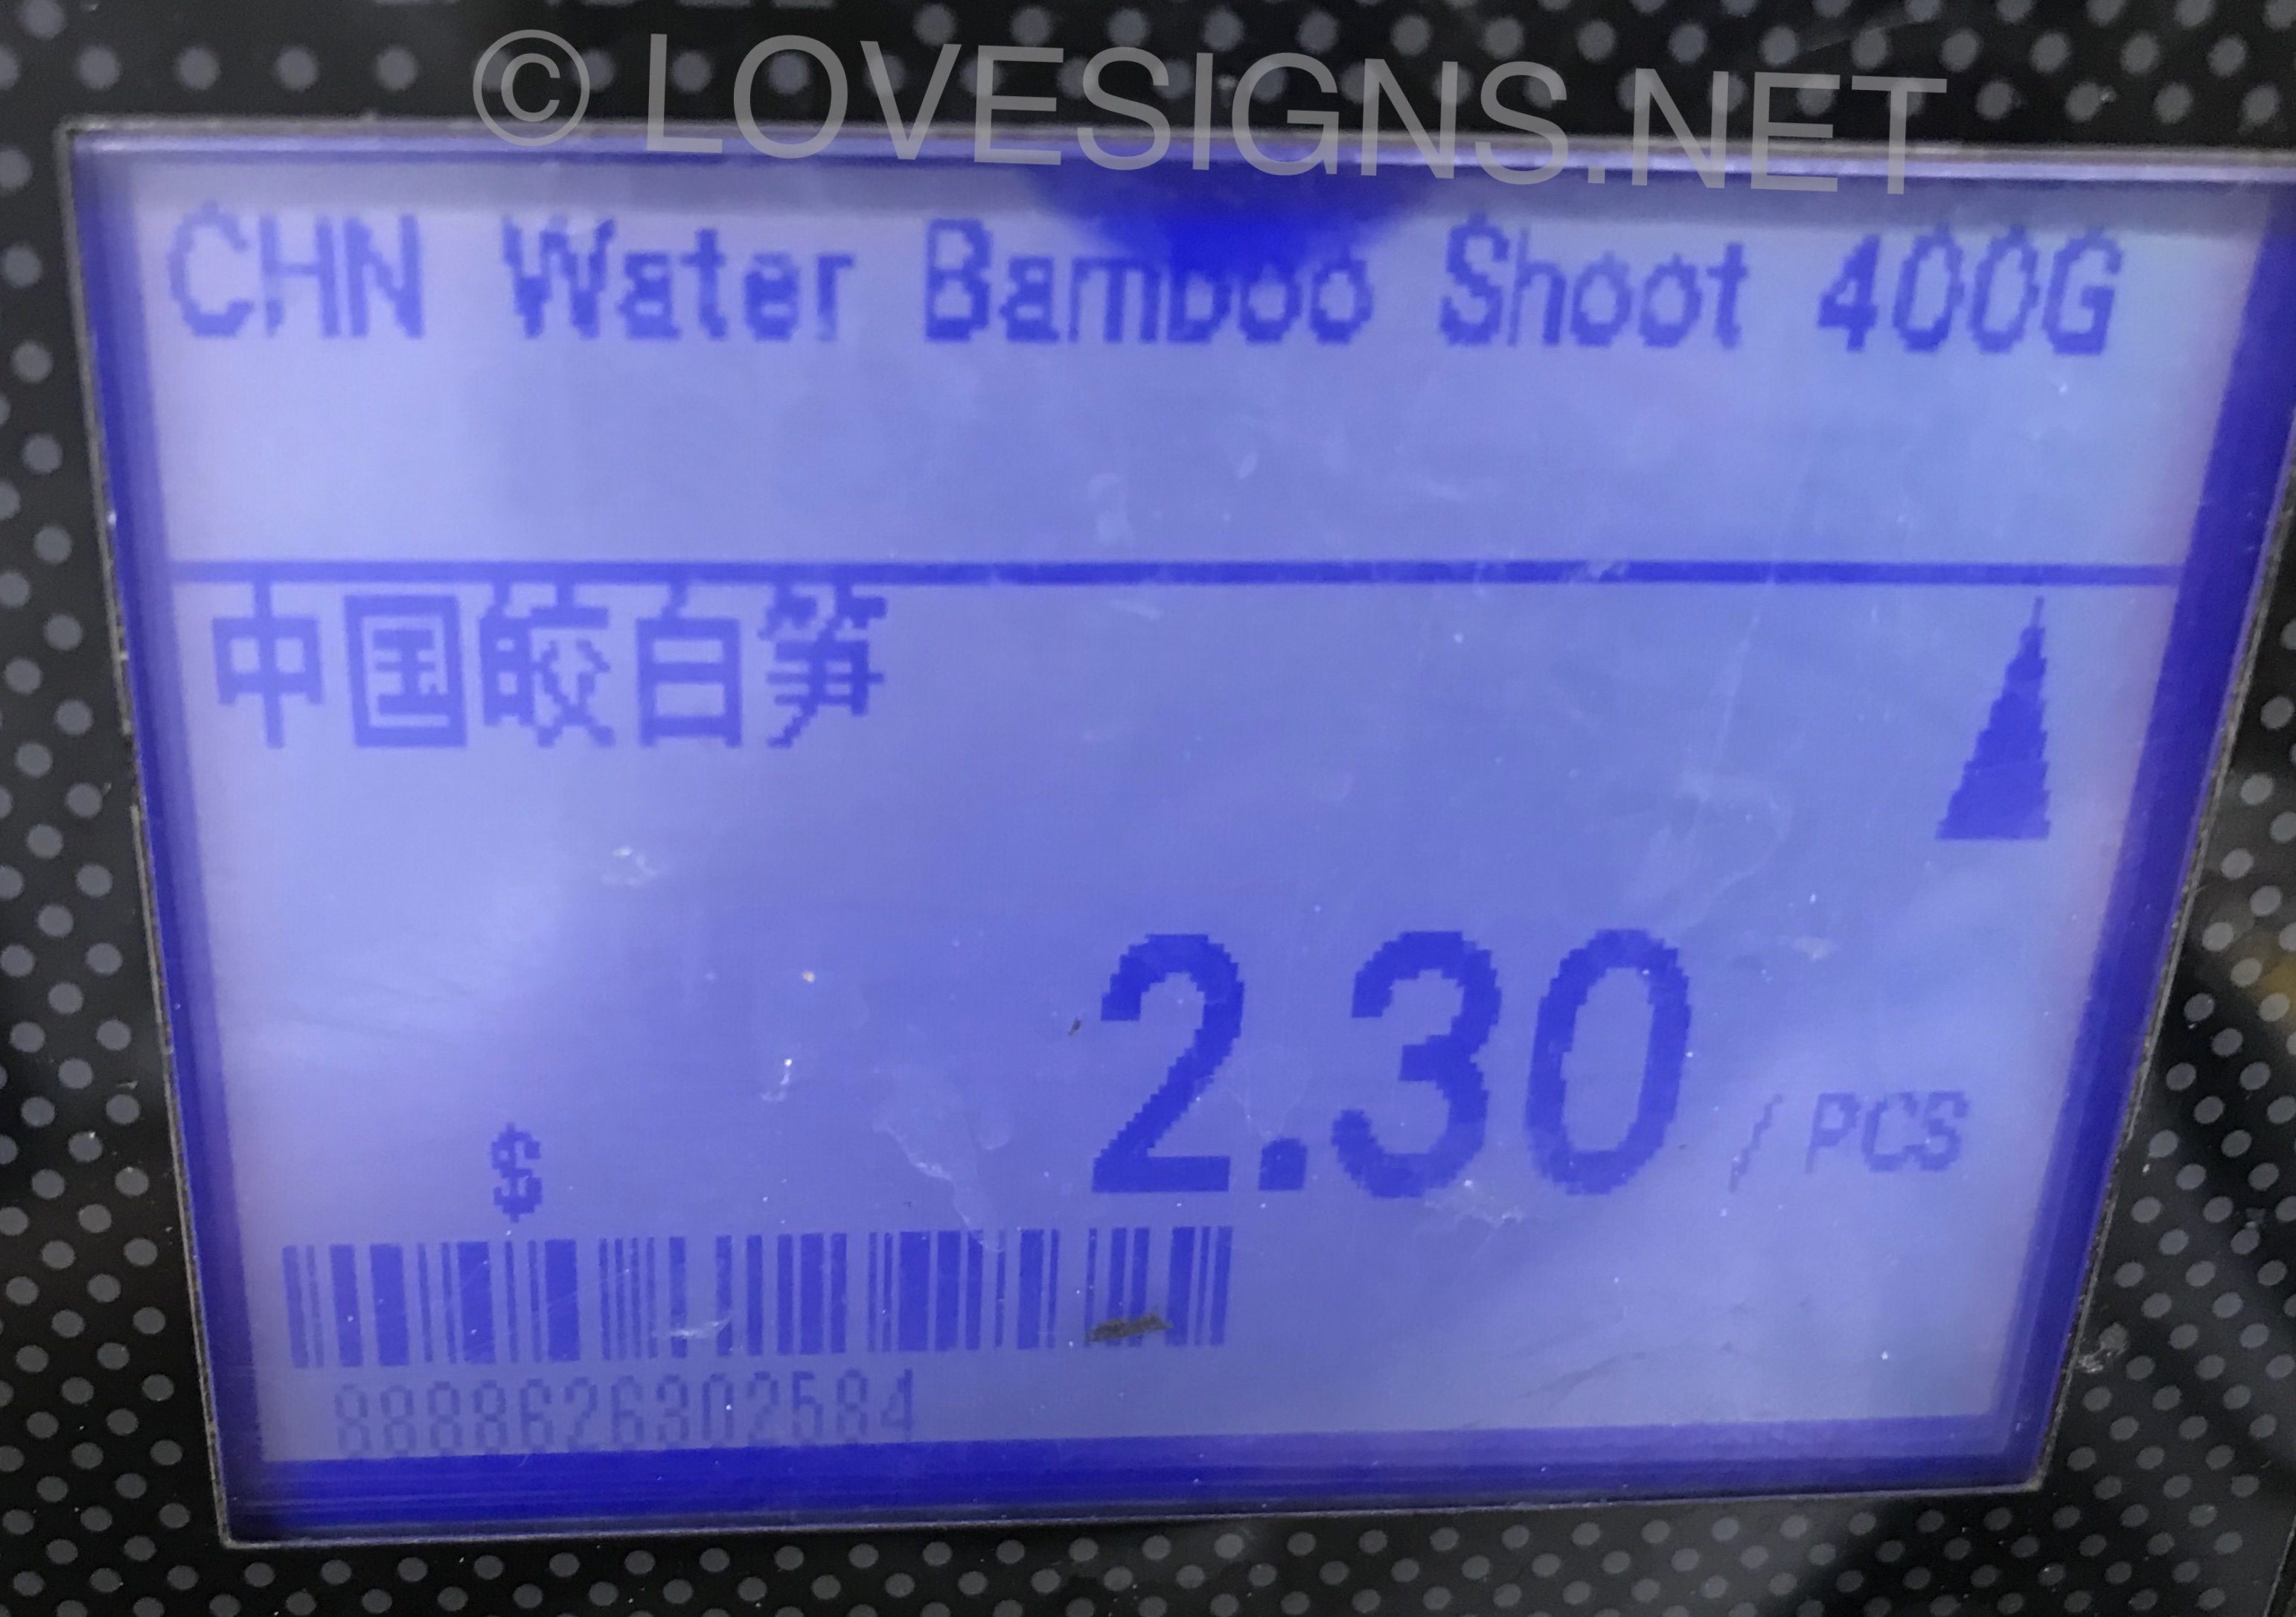 © LOVESIGNS.NET
CHN Water Bamboo Shoot 400G
中国皎白笋
$ 2.30 / PCS
8888626302584